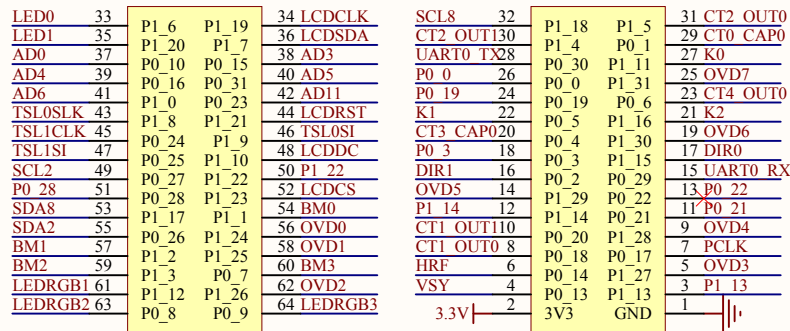 LED0 33 P1_6 P1_19 34 LCDCLK
LED1 35 P1_20 P1_7 36 LCDSDA
AD0 37 P0_10 P0_15 38 AD3
AD4 39 P0_16 P0_31 40 AD5
AD6 41 P1_0 P0_23 42 AD11
TSL0SLK 43 P1_8 P1_21 44 LCDRST
TSL1CLK 45 P0_24 P1_9 46 TSL0SI
TSL1SI 47 P0_25 P1_10 48 LCDDC
SCL2 49 P0_27 P1_22 50 P1_22
P0_28 51 P0_28 P1_23 52 LCDCS
SDA8 53 P1_17 P1_1 54 BM0
SDA2 55 P0_26 P1_24 56 OVD0
BM1 57 P1_2 P1_25 58 OVD1
BM2 59 P1_3 P0_7 60 BM3
LEDRGB1 61 P1_12 P1_26 62 OVD2
LEDRGB2 63 P0_8 P0_9 64 LEDRGB3
SCL8 32 P1_18 P1_5 31 CT2_OUT0
CT2_OUT1 30 P1_4 P0_1 29 CT0_CAP0
UART0_TX 28 P0_30 P1_11 27 K0
P0_0 26 P0_0 P1_31 25 OVD7
P0_19 24 P0_19 P0_6 23 CT4_OUT0
K1 22 P0_5 P1_16 21 K2
CT3_CAP0 20 P0_4 P1_30 19 OVD6
P0_3 18 P0_3 P1_15 17 DIR0
DIR1 16 P0_2 P0_29 15 UART0_RX
OVD5 14 P1_29 P0_22 13 P0_22
P1_14 12 P1_14 P0_21 11 P0_21
CT1_OUT1 10 P0_20 P1_28 9 OVD4
CT1_OUT0 8 P0_18 P0_17 7 PCLK
HRF 6 P0_14 P1_27 5 OVD3
VSY 4 P0_13 P1_13 3 P1_13
3.3V 2 3V3 GND 1